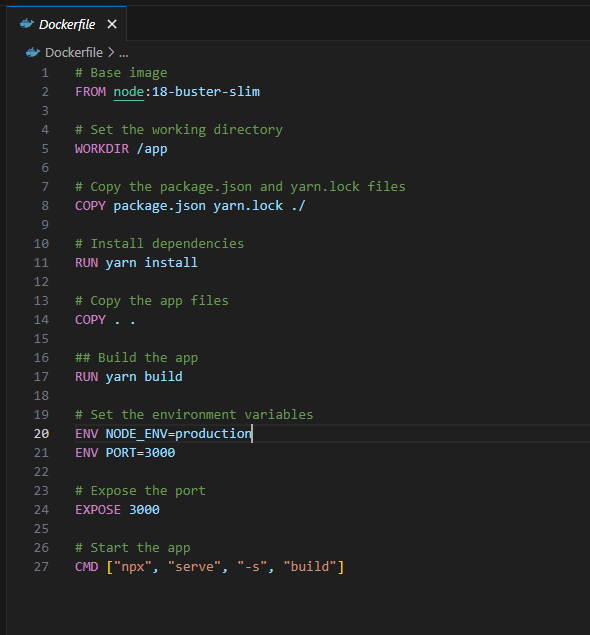 Dockerfile ×
Dockerfile > ...
1 # Base image
2 FROM node:18-buster-slim
3
4 # Set the working directory
5 WORKDIR /app
6
7 # Copy the package.json and yarn.lock files
8 COPY package.json yarn.lock ./
9
10 # Install dependencies
11 RUN yarn install
12
13 # Copy the app files
14 COPY . .
15
16 ## Build the app
17 RUN yarn build
18
19 # Set the environment variables
20 ENV NODE_ENV=production
21 ENV PORT=3000
22
23 # Expose the port
24 EXPOSE 3000
25
26 # Start the app
27 CMD ["npx", "serve", "-s", "build"]